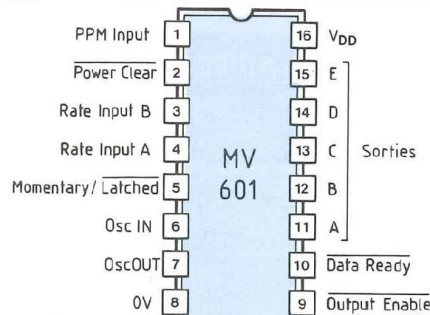 PPM Input 1 16 VDD
Power Clear 2 15 E
Rate Input B 3 14 D
Rate Input A 4 13 C Sorties
MV
601
Momentary/Latched 5 12 B
Osc IN 6 11 A
OscOUT 7 10 Data Ready
0V 8 9 Output Enable